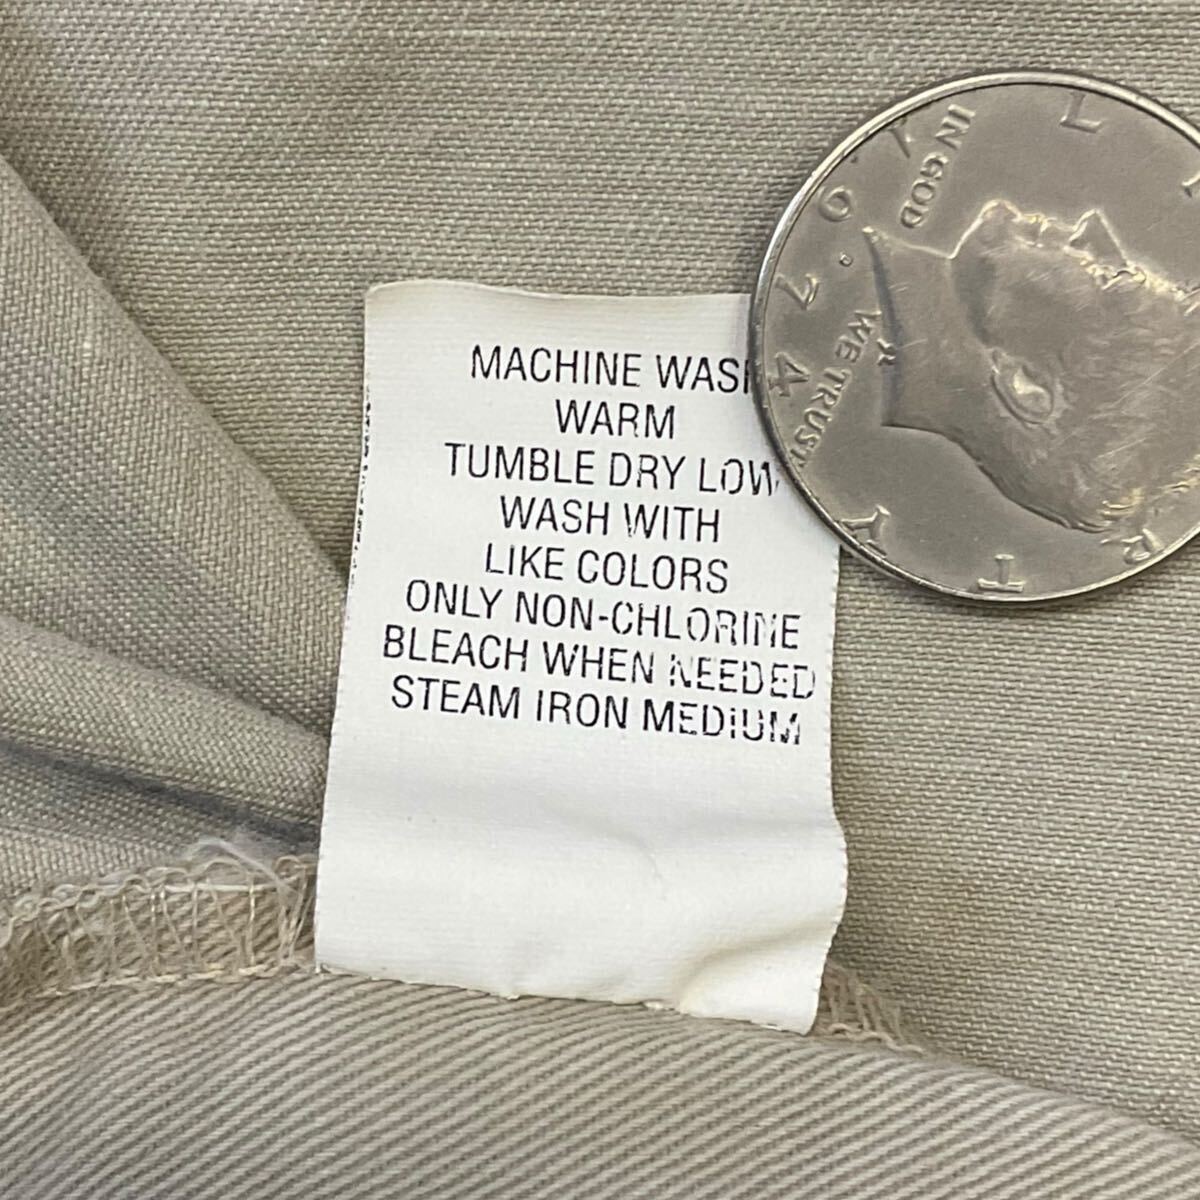 MACHINE WASH
WARM
TUMBLE DRY LOW
WASH WITH
LIKE COLORS
ONLY NON-CHLORINE
BLEACH WHEN NEEDED
STEAM IRON MEDIUM
IN GOD
WE TRUST
1974
D